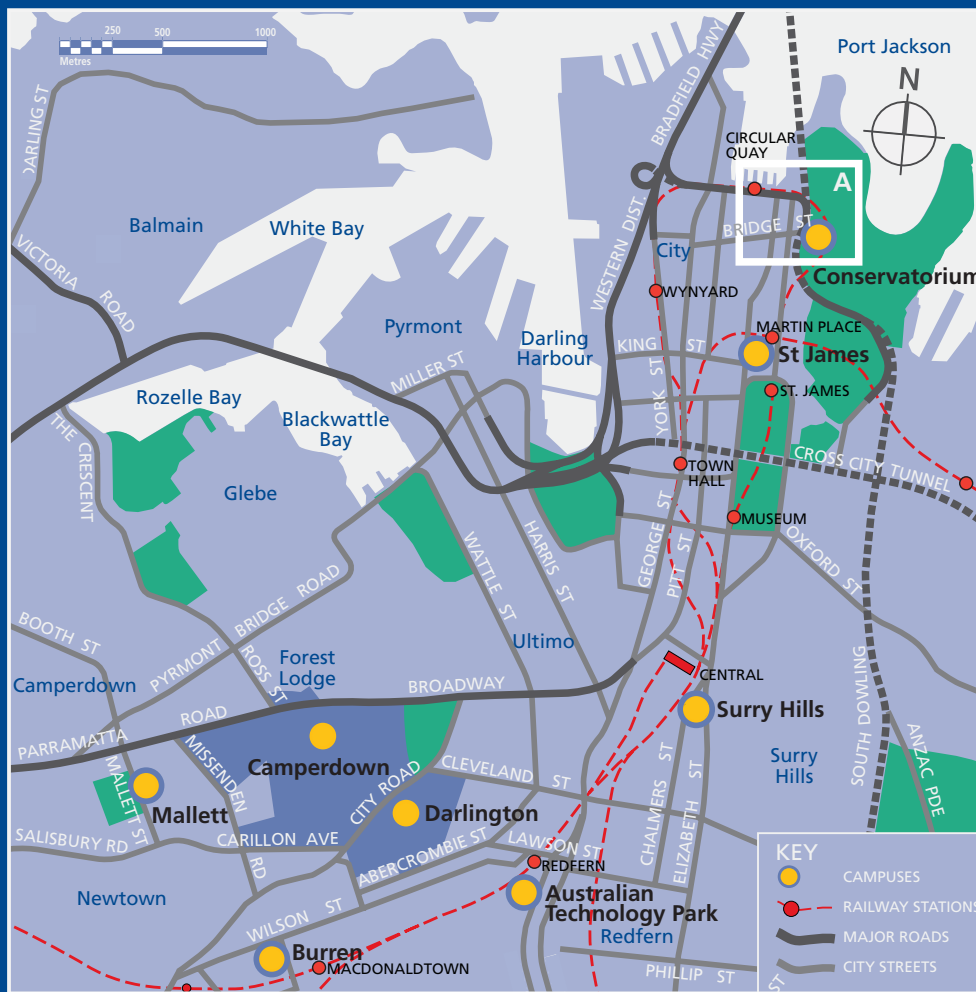 250
500
1000
Metres
Port Jackson
N
BRADFIELD HWY
DARLING ST
CIRCULAR
QUAY
A
Balmain
White Bay
BRIDGE ST
City
WESTERN DIST.
VICTORIA ROAD
Conservatorium
WYNYARD
Pyrmont
Darling
Harbour
MARTIN PLACE
KING ST
St James
MILLER ST
ST. JAMES
Rozelle Bay
YORK ST
Blackwattle
Bay
THE CRESCENT
CROSS CITY TUNNEL
TOWN
HALL
Glebe
MUSEUM
GEORGE ST
PITT ST
HARRIS ST
WATTLE ST
OXFORD ST
PYRMONT BRIDGE ROAD
BOOTH ST
Ultimo
ROSS ST
Forest
Lodge
Camperdown
BROADWAY
CENTRAL
PARRAMATTA ROAD
Surry Hills
SOUTH DOWLING
ANZAC PDE
MISSENDEN RD
Camperdown
Surry
Hills
CHALMERS ST
ELIZABETH ST
MALLETT ST
Mallett
CITY ROAD
CLEVELAND ST
Darlington
SALISBURY RD
CARILLON AVE
ABERCROMBIE ST
LAWSON ST
REDFERN
KEY
CAMPUSES
Newtown
Australian
Technology Park
RAILWAY STATIONS
WILSON ST
Redfern
MAJOR ROADS
Burren
MACDONALDTOWN
CITY STREETS
PHILLIP ST
ST